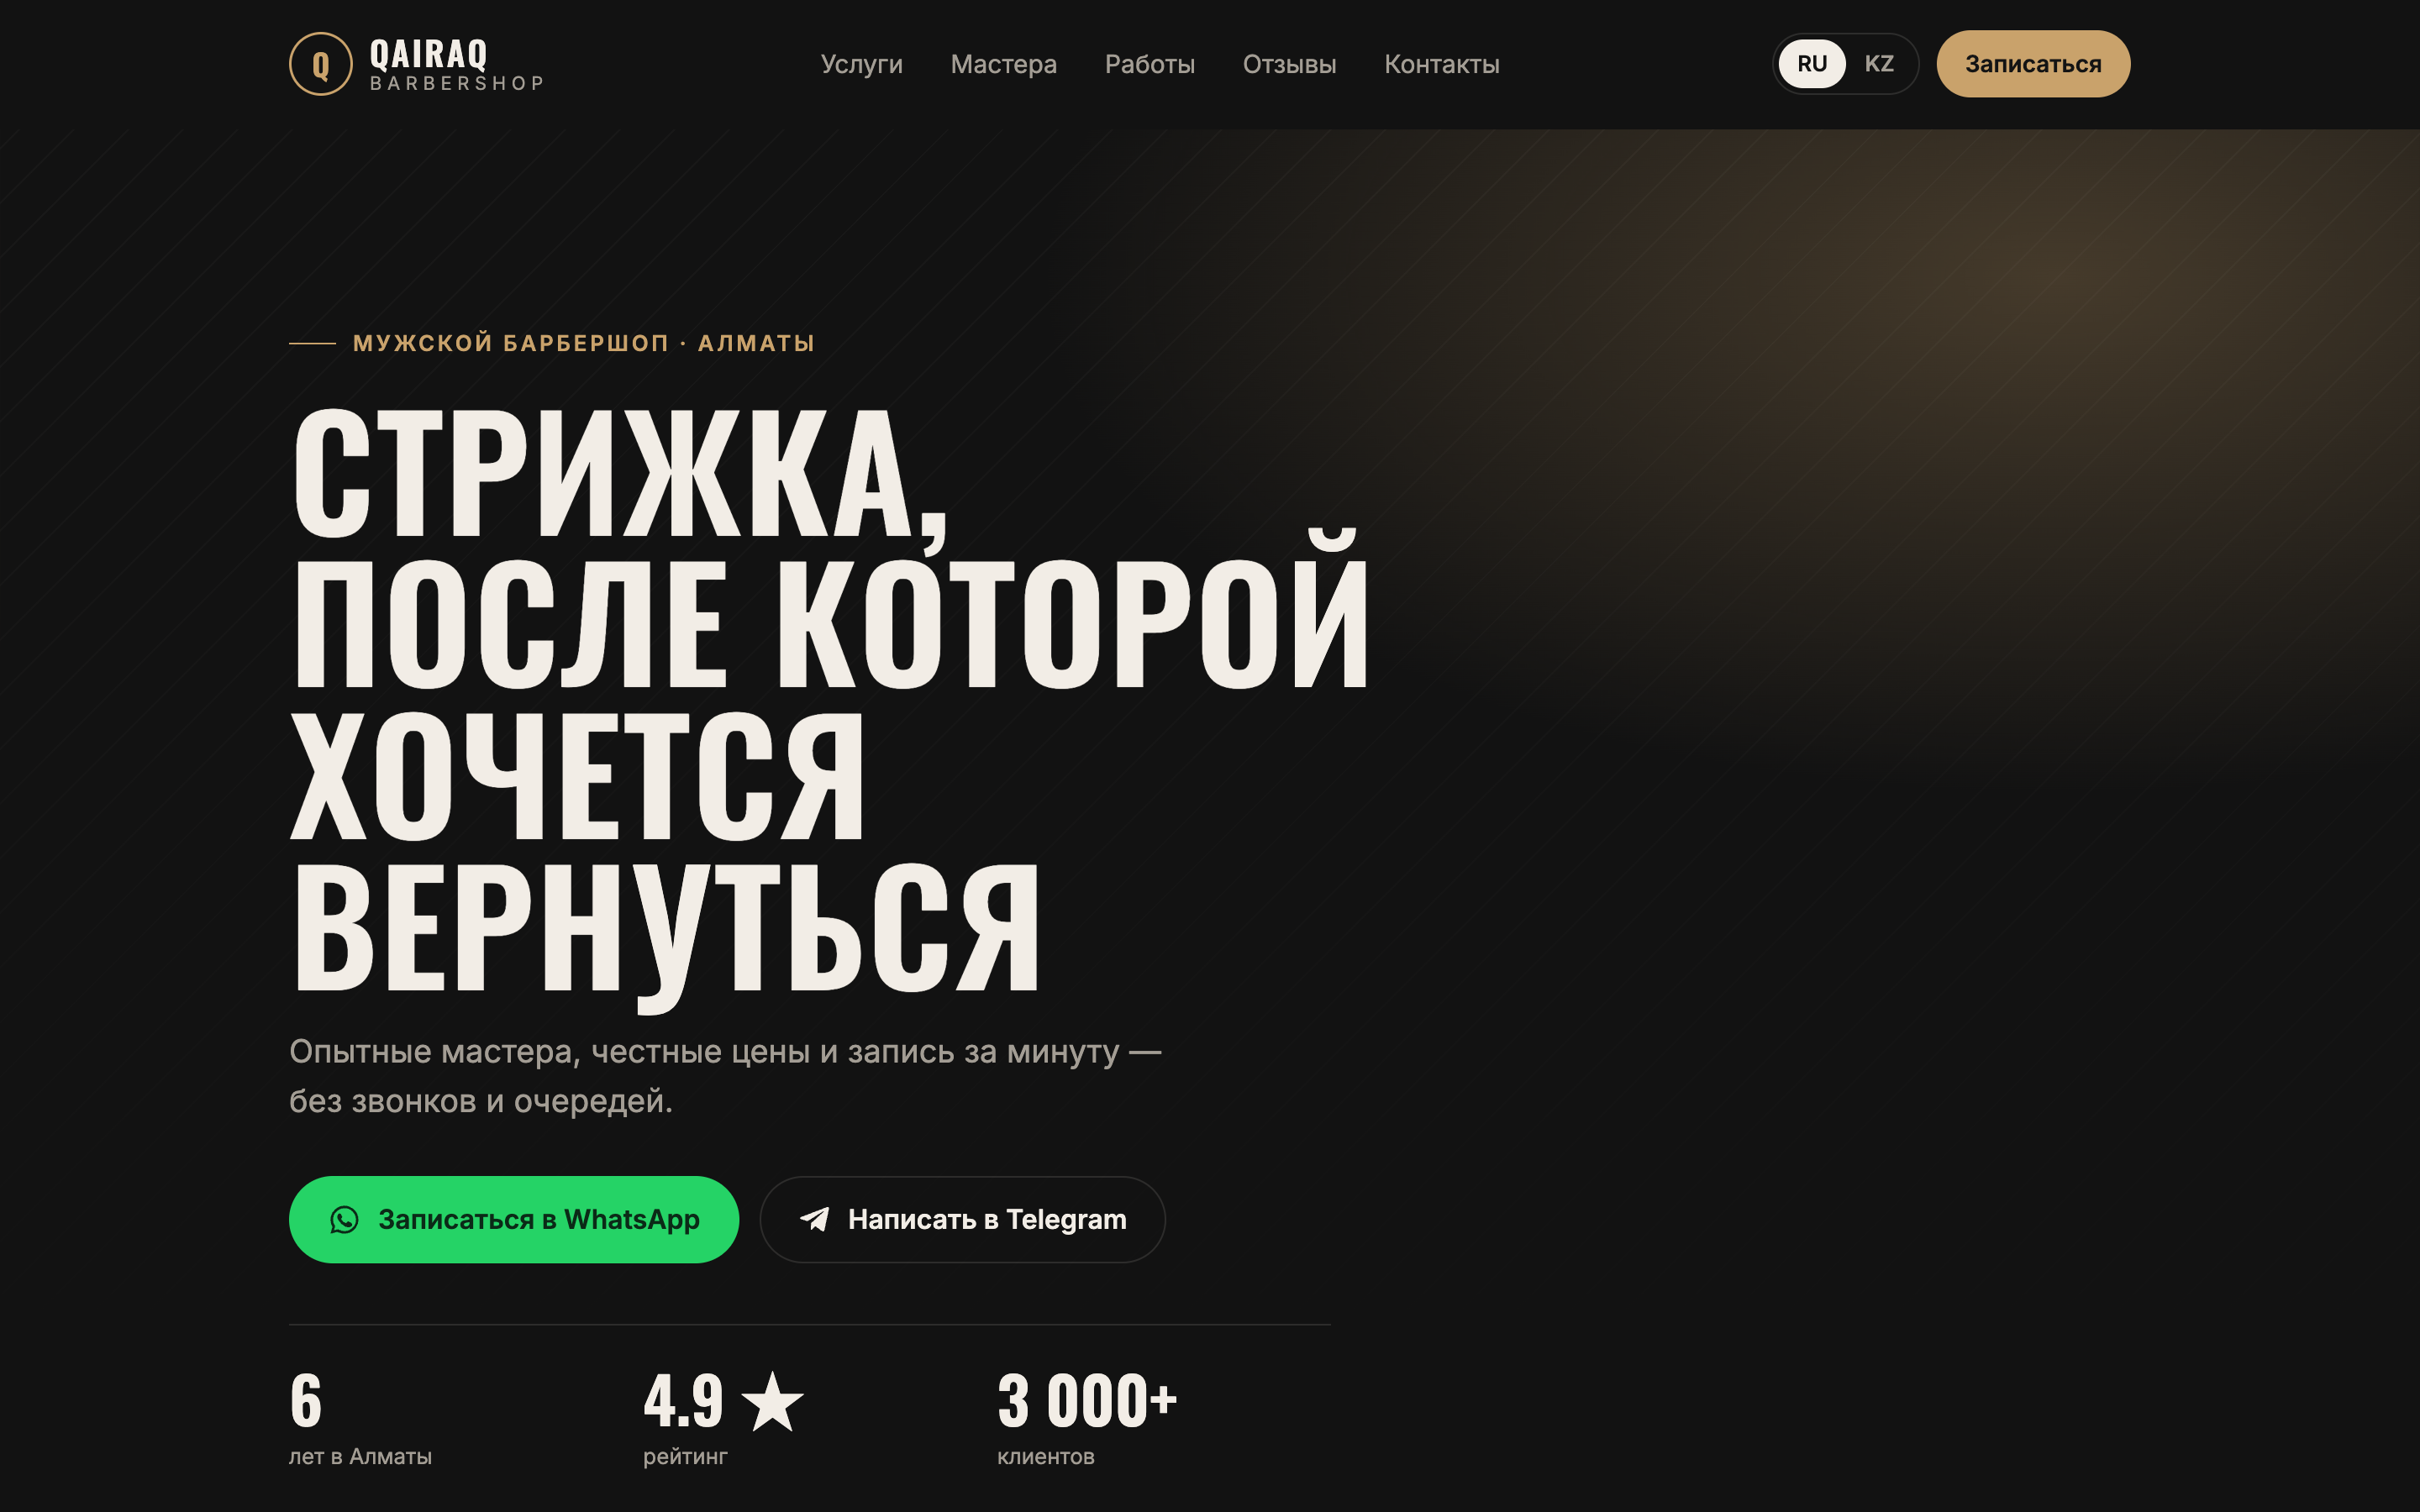 Q
QAIRAQ
BARBERSHOP
Услуги
Мастера
Работы
Отзывы
Контакты
RU
KZ
Записаться
МУЖСКОЙ БАРБЕРШОП · АЛМАТЫ
СТРИЖКА,
ПОСЛЕ КОТОРОЙ
ХОЧЕТСЯ
ВЕРНУТЬСЯ
Опытные мастера, честные цены и запись за минуту —
без звонков и очередей.
Записаться в WhatsApp
Написать в Telegram
6
лет в Алматы
4.9 ★
рейтинг
3 000+
клиентов